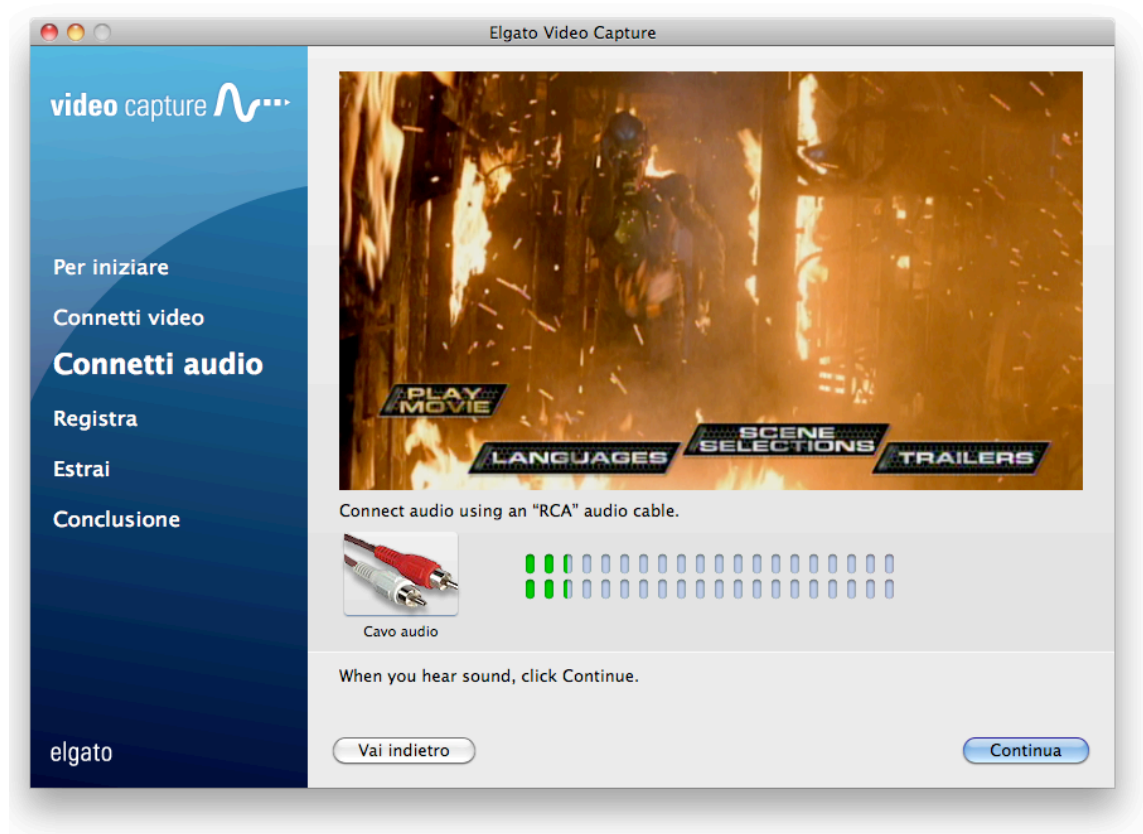 Elgato Video Capture
video capture
Per iniziare
Connetti video
Connetti audio
Registra
Estrai
Conclusione
elgato
PLAY
MOVIE
LANGUAGES
SCENE
SELECTIONS
TRAILERS
Connect audio using an “RCA” audio cable.
Cavo audio
When you hear sound, click Continue.
Vai indietro
Continua